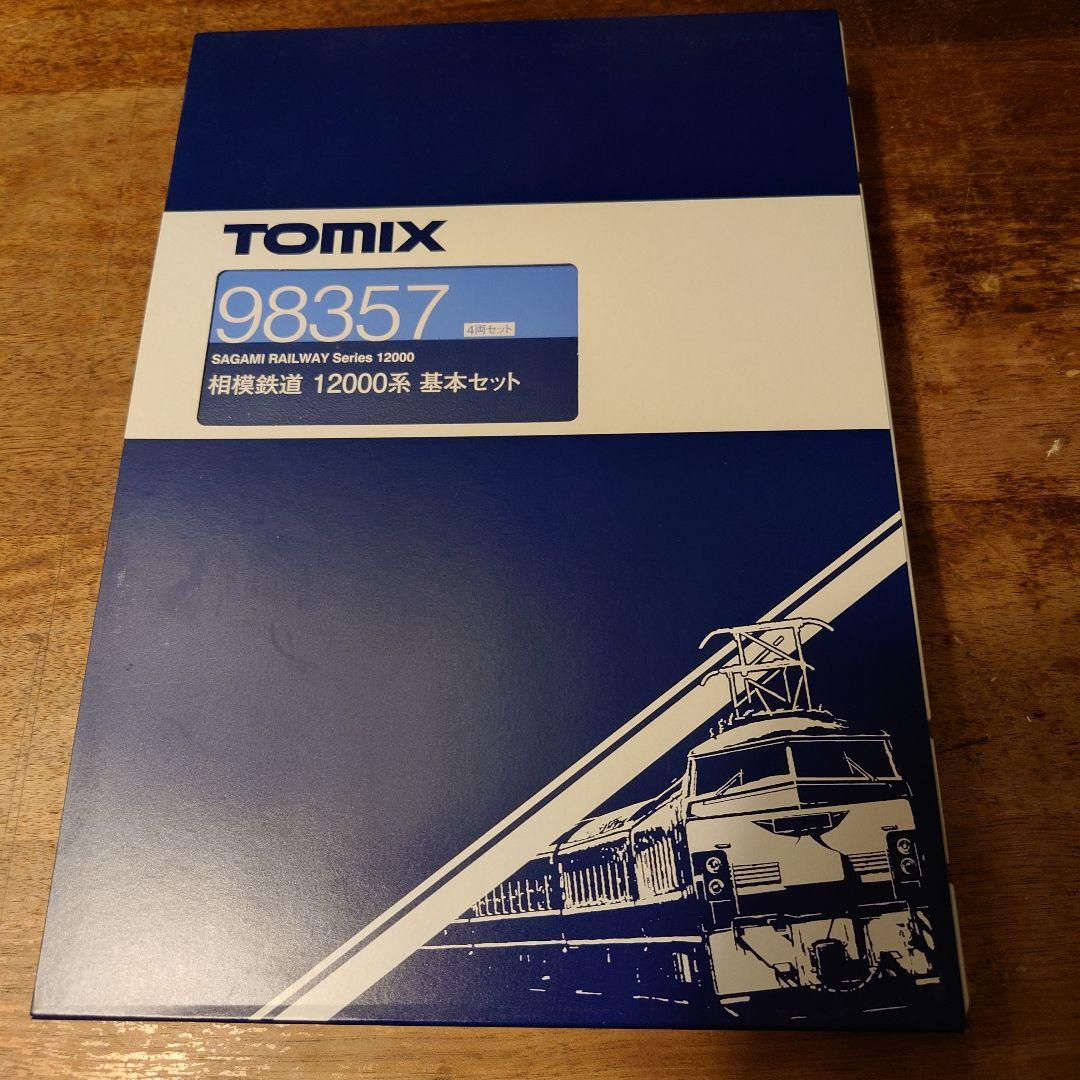 TOMIX
98357 4両セット
SAGAMI RAILWAY Series 12000
相模鉄道 12000系 基本セット